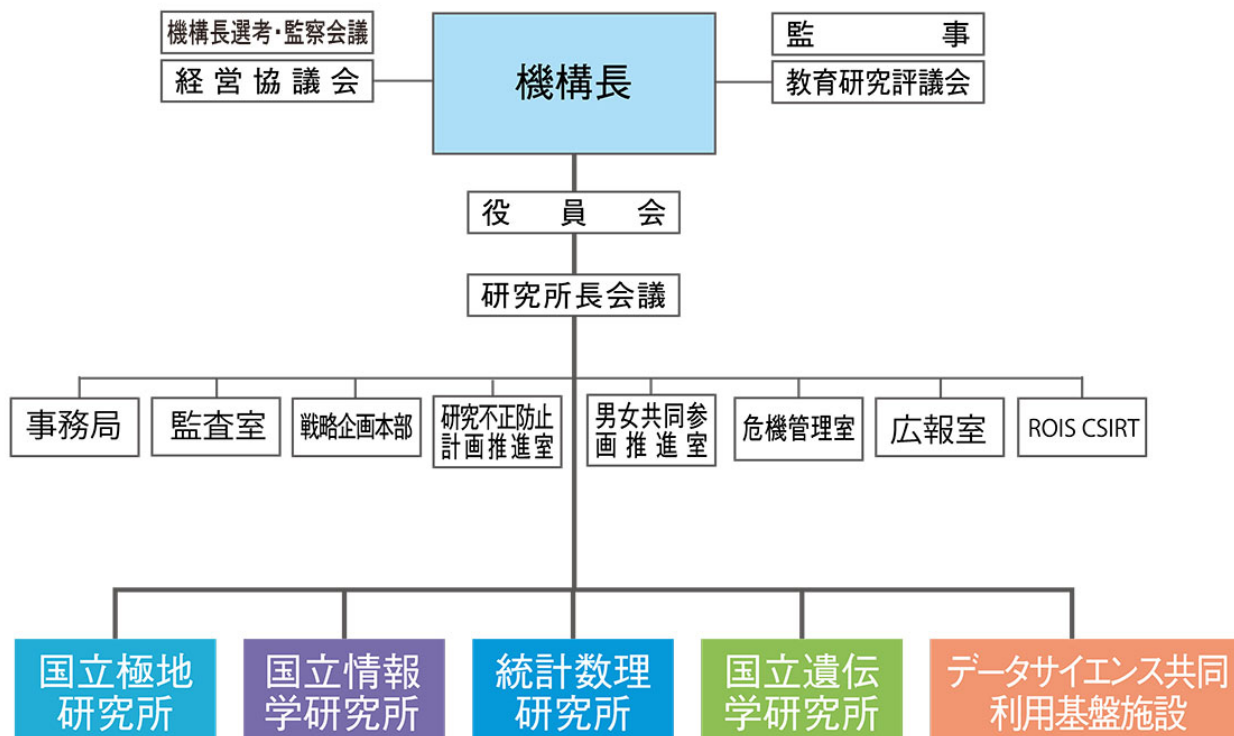 機構長選考・監察会議
経営協議会
機構長
監事
教育研究評議会
役員会
研究所長会議
事務局
監査室
戦略企画本部
研究不正防止
計画推進室
男女共同参
画推進室
危機管理室
広報室
ROIS CSIRT
国立極地
研究所
国立情報
学研究所
統計数理
研究所
国立遺伝
学研究所
データサイエンス共同
利用基盤施設